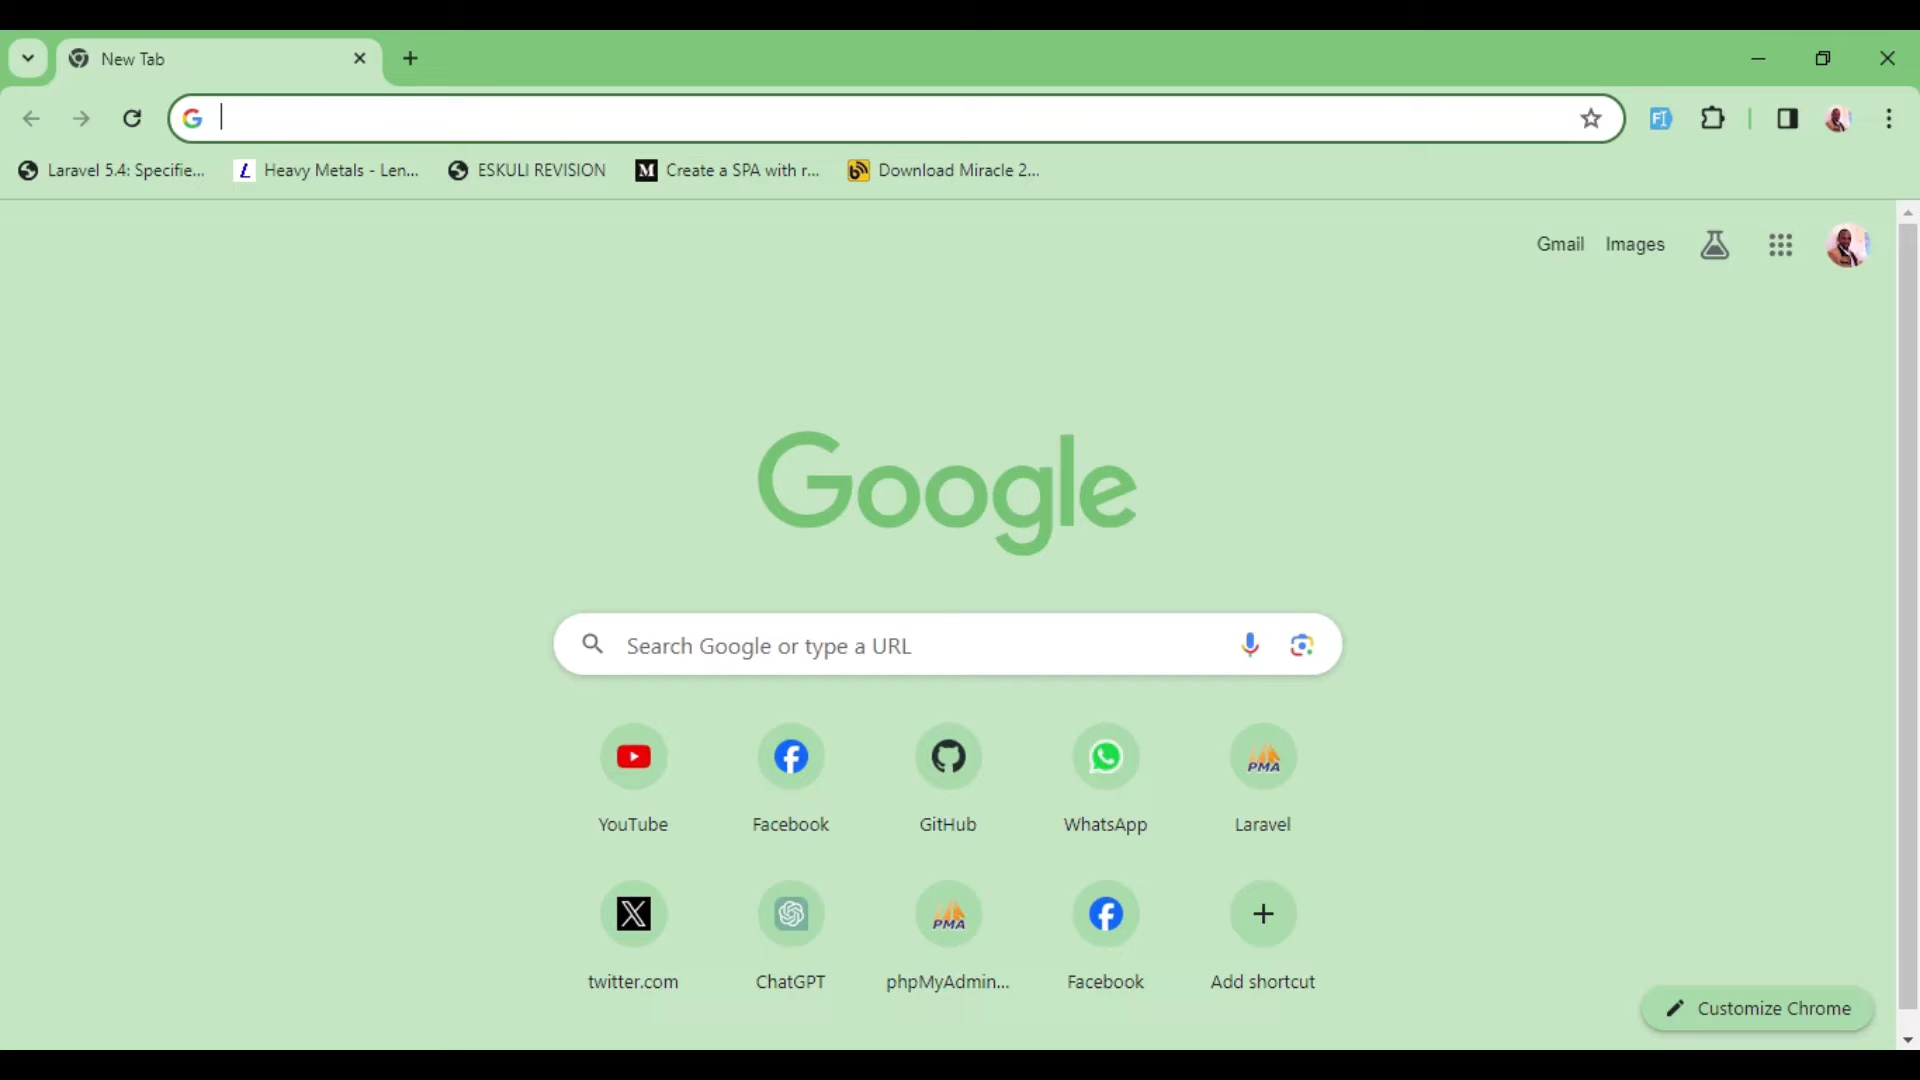 New Tab
Laravel 5.4: Specifie...
Heavy Metals - Len...
ESKULI REVISION
Create a SPA with r...
Download Miracle 2...
Gmail
Images
Google
Search Google or type a URL
YouTube
Facebook
GitHub
WhatsApp
PMA
Laravel
twitter.com
ChatGPT
PMA
phpMyAdmin...
Facebook
Add shortcut
Customize Chrome